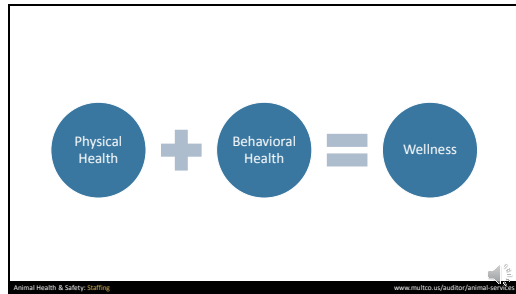 Physical
Health
Behavioral
Health
Wellness
Animal Health & Safety: Staffing
www.multco.us/auditor/animal-services